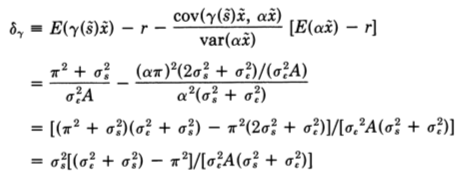 δ_γ ≡ E(γ(s̃)x̃) − r − cov(γ(s̃)x̃, αx̃)/var(αx̃) [E(αx̃) − r]
= (π² + σ_s²)/(σ_ε²A) − (απ)²(2σ_s² + σ_ε²)/(σ_ε²A)/α²(σ_s² + σ_ε²)
= [(π² + σ_s²)(σ_s² + σ_ε²) − π²(2σ_s² + σ_ε²)]/[σ_ε²A(σ_s² + σ_ε²)]
= σ_s²[(σ_ε² + σ_s²) − π²]/[σ_ε²A(σ_s² + σ_ε²)]